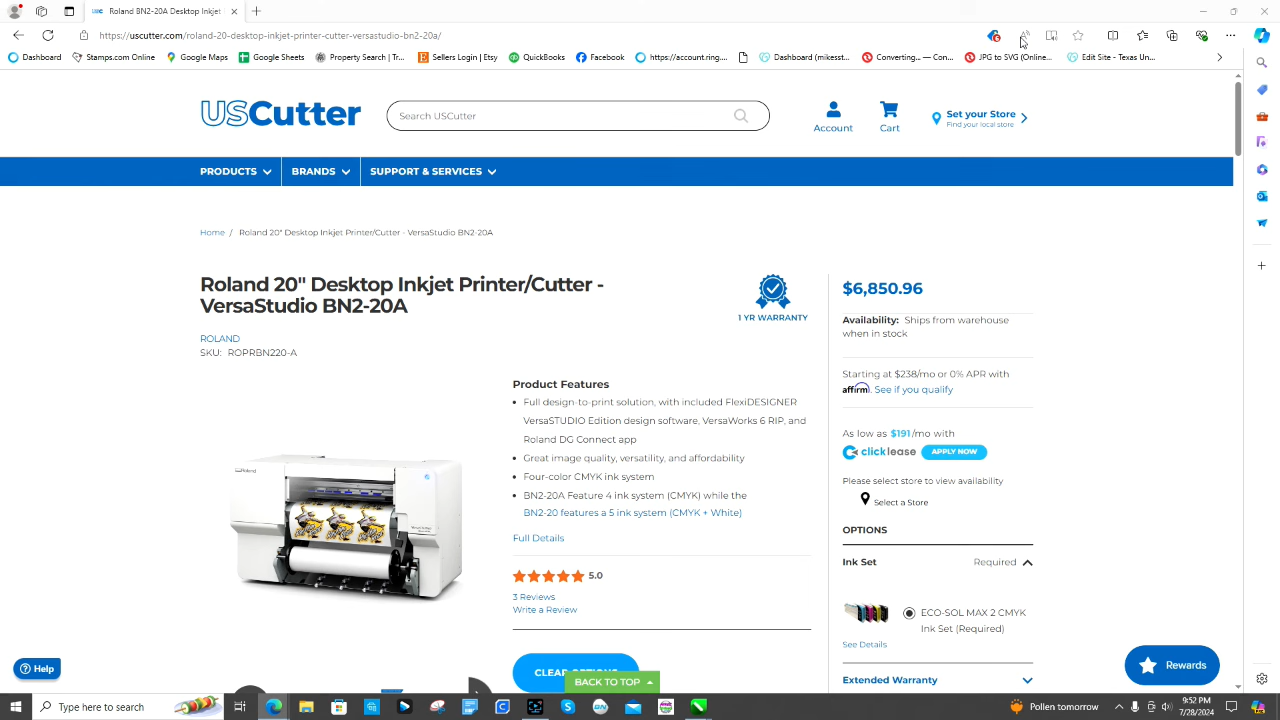 Roland BN2-20A Desktop Inkjet
https://uscutter.com/roland-20-desktop-inkjet-printer-cutter-versastudio-bn2-20a/
Dashboard
Stamps.com Online
Google Maps
Google Sheets
Property Search | Tr...
Sellers Login | Etsy
QuickBooks
Facebook
https://account.ring....
Dashboard (mikesst...
Converting... — Con...
JPG to SVG (Online...
Edit Site - Texas Un...
USCutter
Search USCutter
Account
Cart
Set your Store
Find your local store
PRODUCTS
BRANDS
SUPPORT & SERVICES
Home / Roland 20" Desktop Inkjet Printer/Cutter - VersaStudio BN2-20A
Roland 20" Desktop Inkjet Printer/Cutter -
VersaStudio BN2-20A
1 YR WARRANTY
ROLAND
SKU: ROPRBN220-A
$6,850.96
Availability: Ships from warehouse
when in stock
Starting at $238/mo or 0% APR with
affirm. See if you qualify
As low as $191/mo with
clicklease APPLY NOW
Please select store to view availability
Select a Store
OPTIONS
Ink Set Required
ECO-SOL MAX 2 CMYK
Ink Set (Required)
See Details
Extended Warranty
Product Features
Full design-to-print solution, with included FlexiDESIGNER
VersaSTUDIO Edition design software, VersaWorks 6 RIP, and
Roland DG Connect app
Great image quality, versatility, and affordability
Four-color CMYK ink system
BN2-20A Feature 4 ink system (CMYK) while the
BN2-20 features a 5 ink system (CMYK + White)
Full Details
5.0
3 Reviews
Write a Review
Roland
CLEAR OPTIONS
BACK TO TOP
Help
Rewards
Type here to search
Pollen tomorrow
9:52 PM
7/28/2024